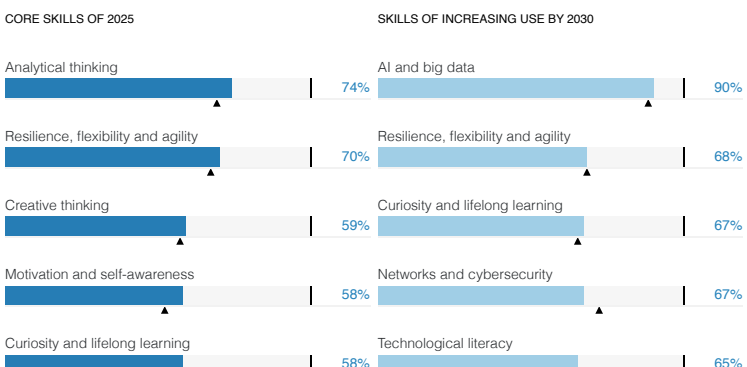 CORE SKILLS OF 2025
Analytical thinking
74%
Resilience, flexibility and agility
70%
Creative thinking
59%
Motivation and self-awareness
58%
Curiosity and lifelong learning
58%
SKILLS OF INCREASING USE BY 2030
AI and big data
90%
Resilience, flexibility and agility
68%
Curiosity and lifelong learning
67%
Networks and cybersecurity
67%
Technological literacy
65%